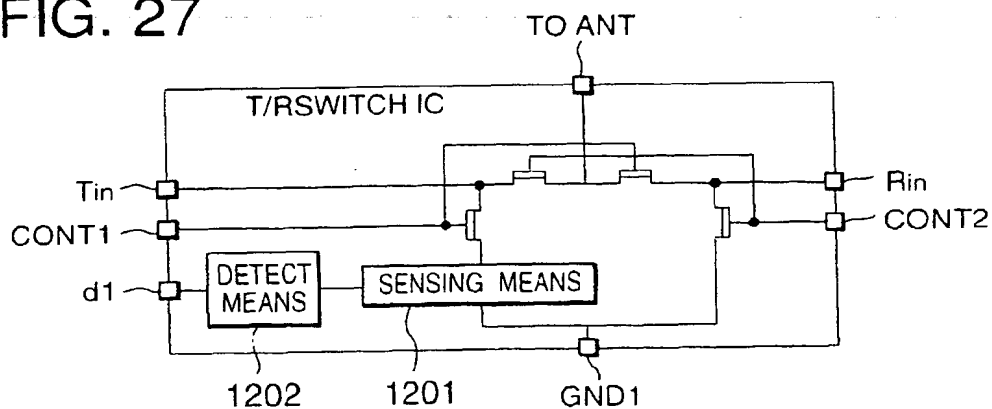 FIG. 27
TO ANT
T/RSWITCH IC
Tin
Rin
CONT1
CONT2
d1
DETECT
MEANS
SENSING MEANS
1202
1201
GND1